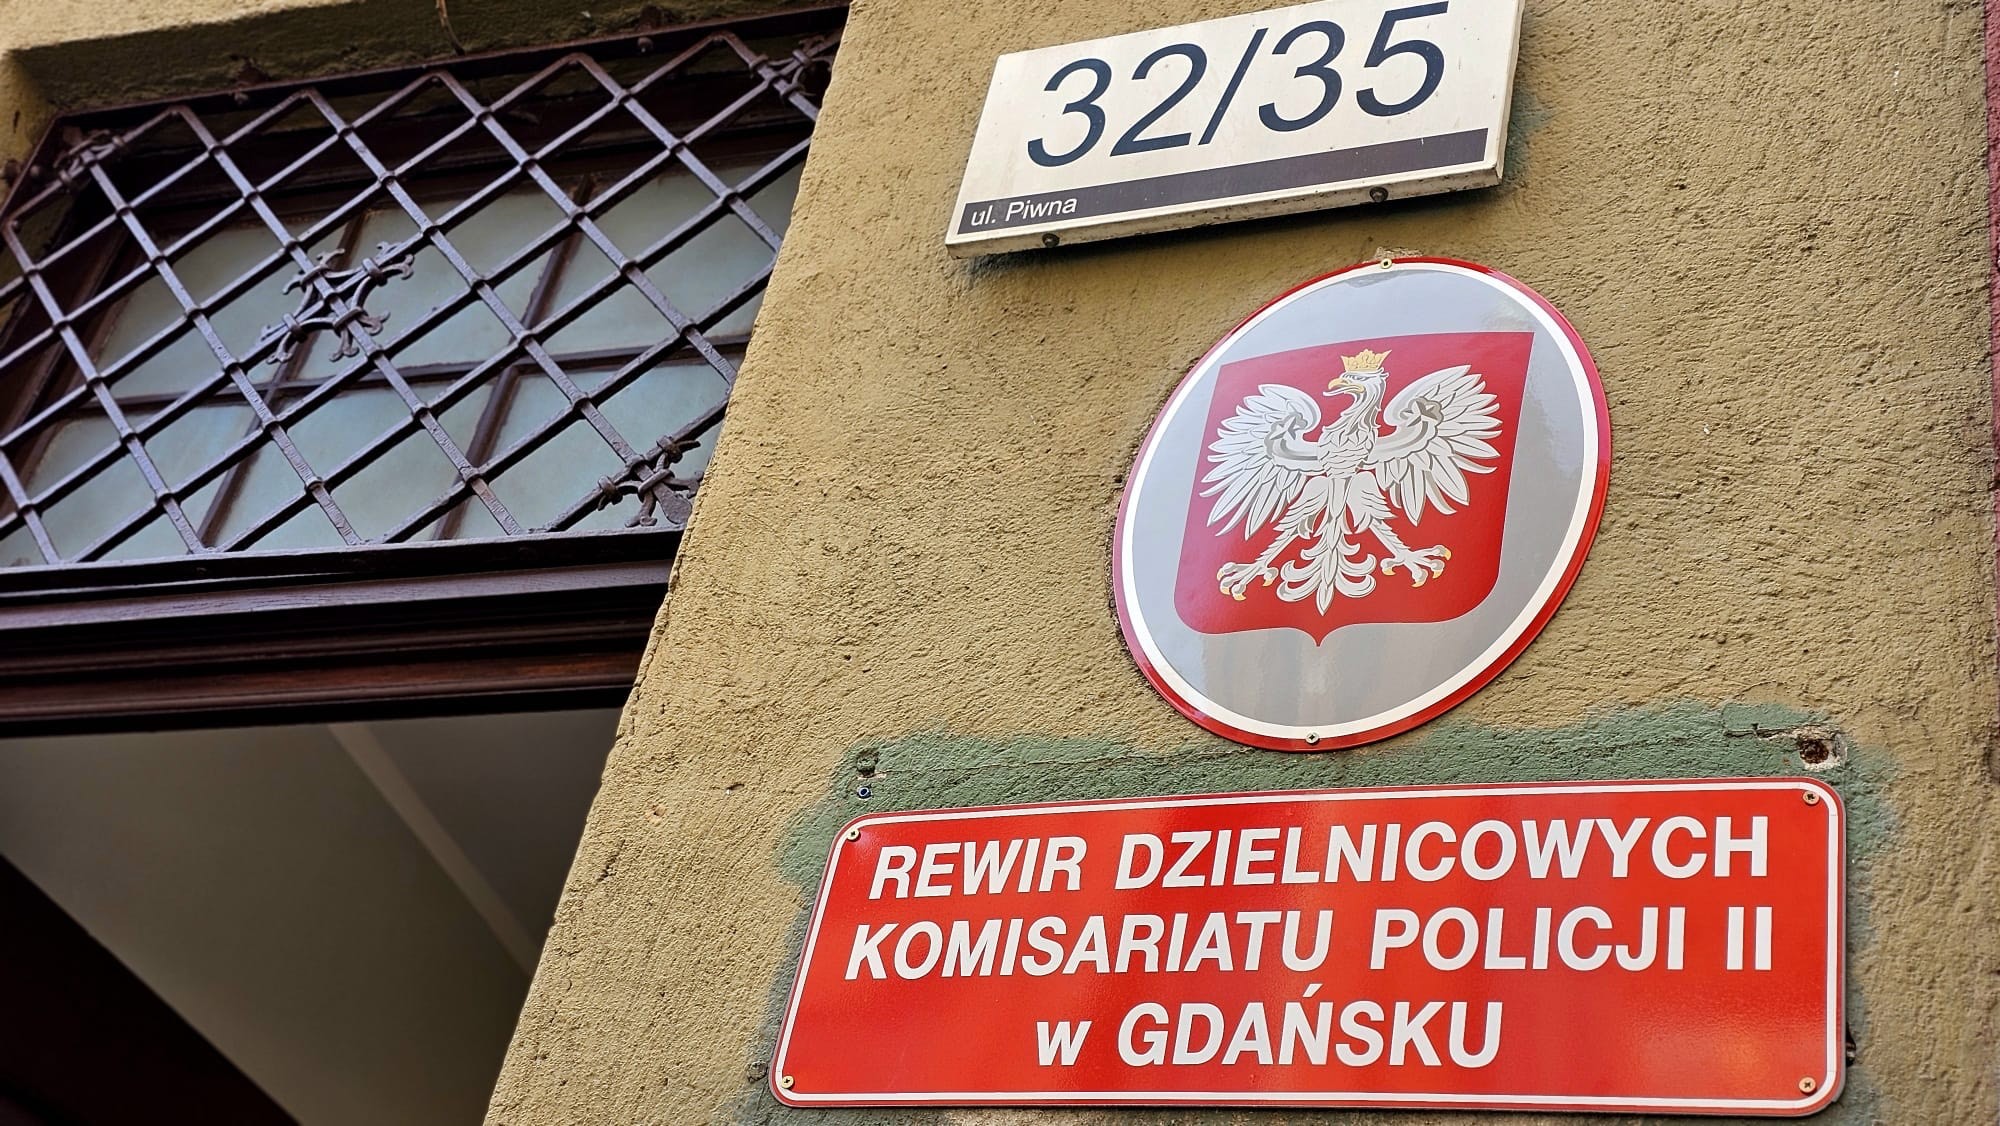 32/35
ul. Piwna
REWIR DZIELNICOWYCH
KOMISARIATU POLICJI II
w GDAŃSKU